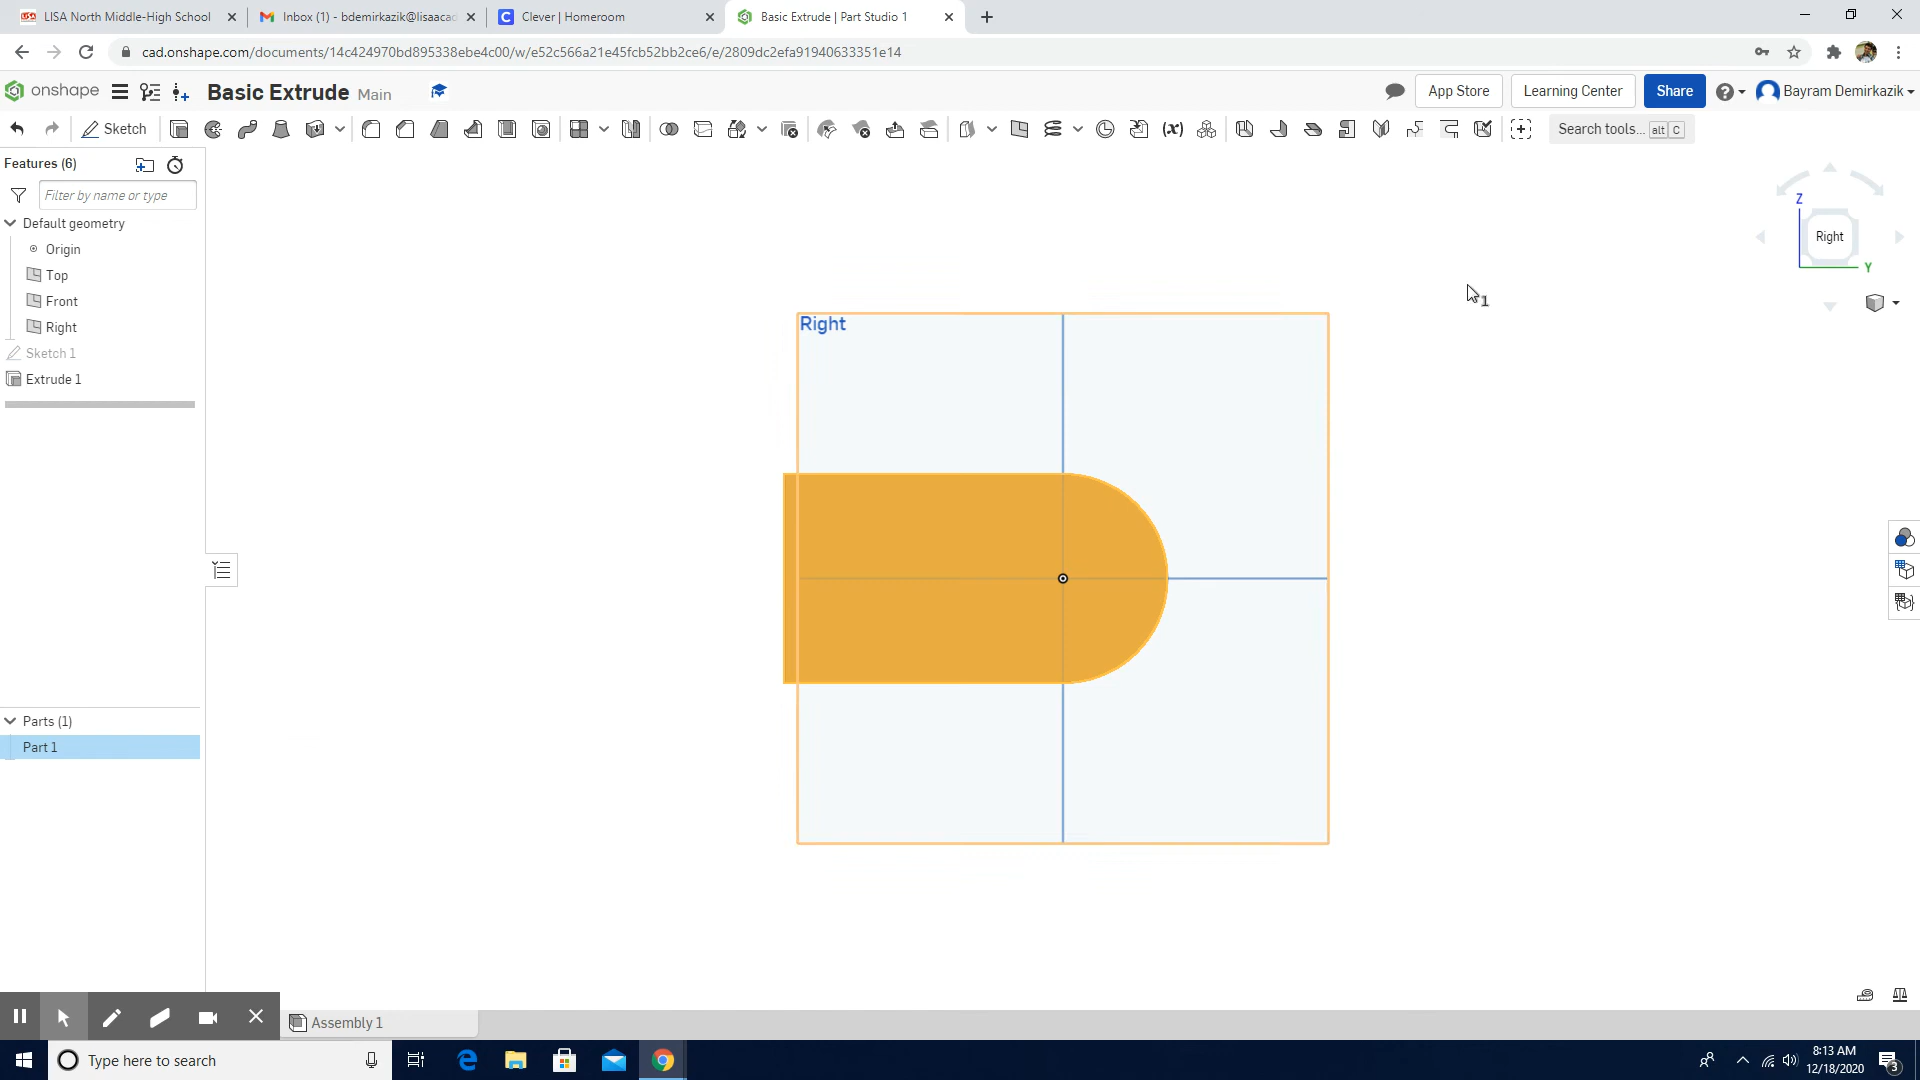 LISA North Middle-High School
Inbox (1) - bdemirkazik@lisaacad
Clever | Homeroom
Basic Extrude | Part Studio 1
cad.onshape.com/documents/14c424970bd895338ebe4c00/w/e52c566a21e45fcb52bb2ce6/e/2809dc2efa91940633351e14
onshape
Basic Extrude Main
App Store
Learning Center
Share
Bayram Demirkazik
Sketch
(x)
Search tools... alt C
Features (6)
Filter by name or type
Default geometry
Origin
Top
Front
Right
Sketch 1
Extrude 1
Right
Z
Right
Y
1
Parts (1)
Part 1
Assembly 1
Type here to search
8:13 AM
12/18/2020
3